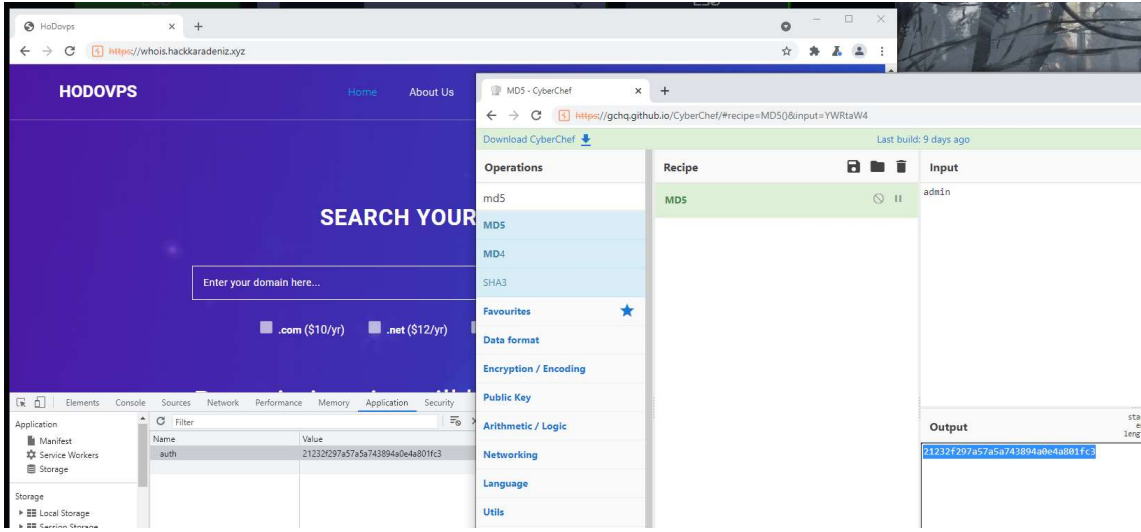 HoDovps
https://whois.hackkaradeniz.xyz
HODOVPS
Home About Us
SEARCH YOUR
Enter your domain here...
.com ($10/yr) .net ($12/yr)
Elements Console Sources Network Performance Memory Application Security
Application
Manifest
Service Workers
Storage
Storage
Local Storage
Session Storage
Filter
Name Value
auth 21232f297a57a5a743894a0e4a801fc3
MD5 - CyberChef
https://gchq.github.io/CyberChef/#recipe=MD5()&input=YWRtaW4
Download CyberChef Last build: 9 days ago
Operations
md5
MD5
MD4
SHA3
Favourites
Data format
Encryption / Encoding
Public Key
Arithmetic / Logic
Networking
Language
Utils
Recipe
MD5
Input
admin
Output
21232f297a57a5a743894a0e4a801fc3